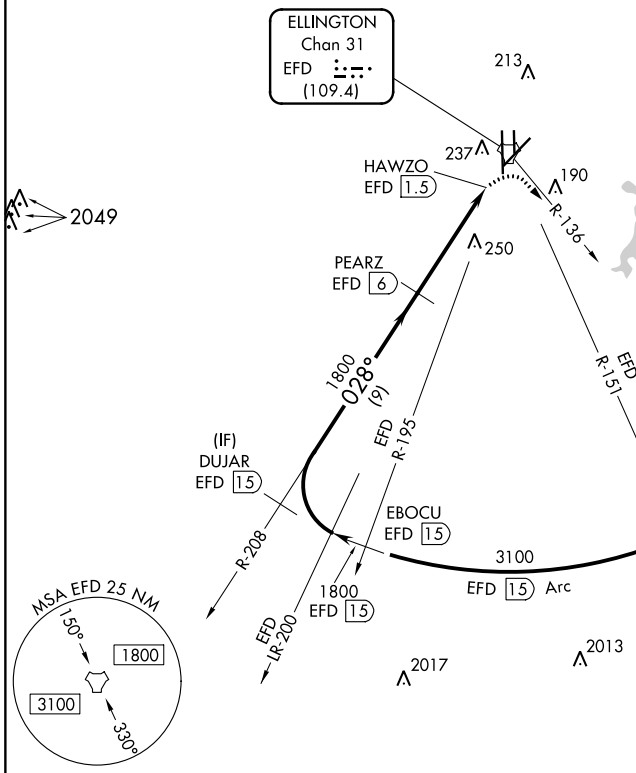 ELLINGTON
Chan 31
EFD
(109.4)
213
237
HAWZO
EFD 1.5
190
R-136
2049
250
PEARZ
EFD 6
EFD
R-151
1800
028°
(9)
EFD
R-195
(IF)
DUJAR
EFD 15
EBOCU
EFD 15
3100
EFD 15 Arc
R-208
1800
EFD 15
EFD
LR-200
MSA EFD 25 NM
150°
1800
3100
330°
2017
2013